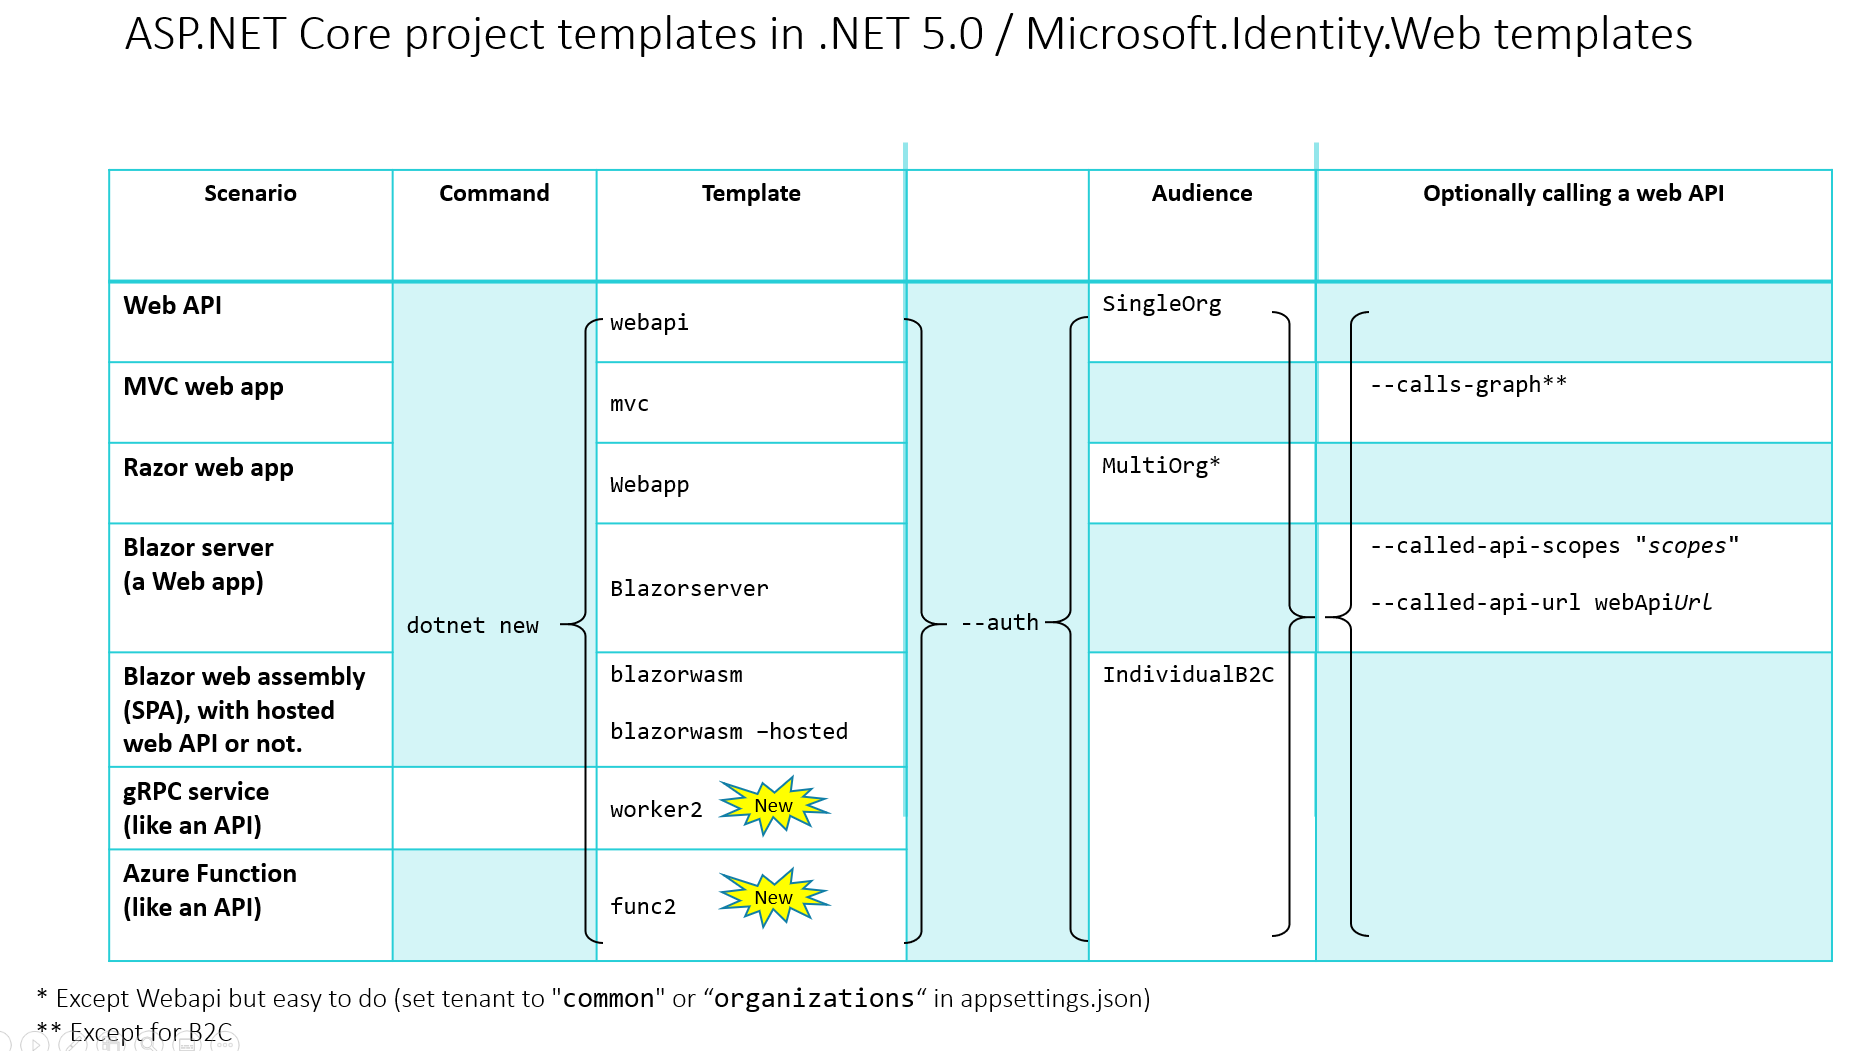 ASP.NET Core project templates in .NET 5.0 / Microsoft.Identity.Web templates
Scenario
Command
Template
Audience
Optionally calling a web API
Web API
webapi
SingleOrg
MVC web app
mvc
--calls-graph**
Razor web app
Webapp
MultiOrg*
Blazor server
(a Web app)
Blazorserver
--called-api-scopes "scopes"
--called-api-url webApiUrl
dotnet new
--auth
Blazor web assembly
(SPA), with hosted
web API or not.
blazorwasm
blazorwasm –hosted
IndividualB2C
gRPC service
(like an API)
worker2
New
Azure Function
(like an API)
func2
New
* Except Webapi but easy to do (set tenant to "common" or “organizations“ in appsettings.json)
** Except for B2C